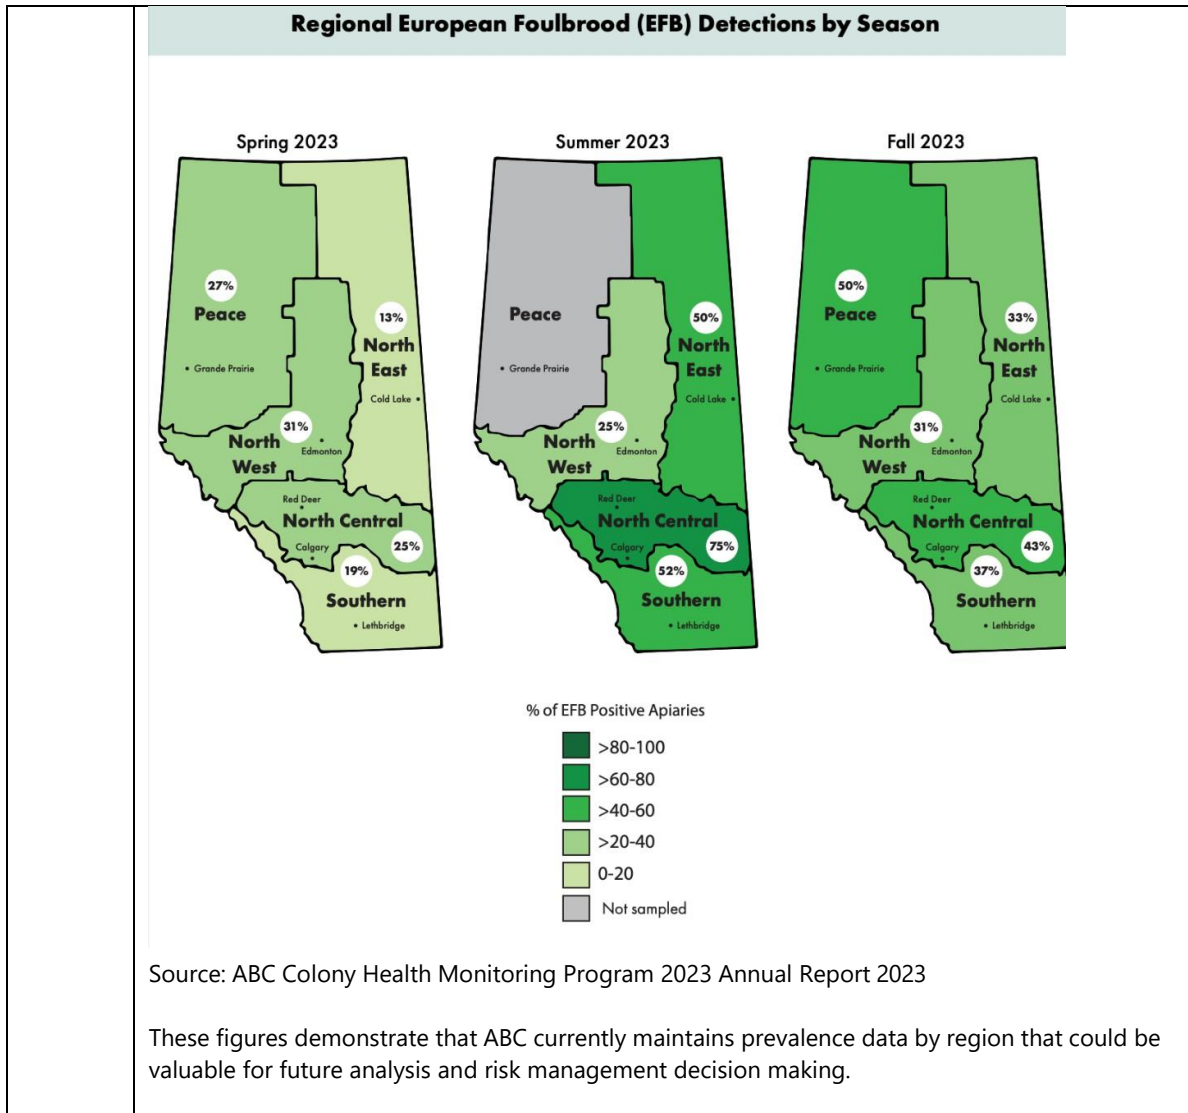 Regional European Foulbrood (EFB) Detections by Season
Spring 2023
27%
Peace
Grande Prairie
13%
North
East
Cold Lake
31%
North
West
Edmonton
Red Deer
North Central
Calgary
25%
19%
Southern
Lethbridge
Summer 2023
Peace
Grande Prairie
50%
North
East
Cold Lake
25%
North
West
Edmonton
Red Deer
North Central
Calgary
75%
52%
Southern
Lethbridge
Fall 2023
50%
Peace
Grande Prairie
33%
North
East
Cold Lake
31%
North
West
Edmonton
Red Deer
North Central
Calgary
43%
37%
Southern
Lethbridge
% of EFB Positive Apiaries
>80-100
>60-80
>40-60
>20-40
0-20
Not sampled
Source: ABC Colony Health Monitoring Program 2023 Annual Report 2023
These figures demonstrate that ABC currently maintains prevalence data by region that could be
valuable for future analysis and risk management decision making.